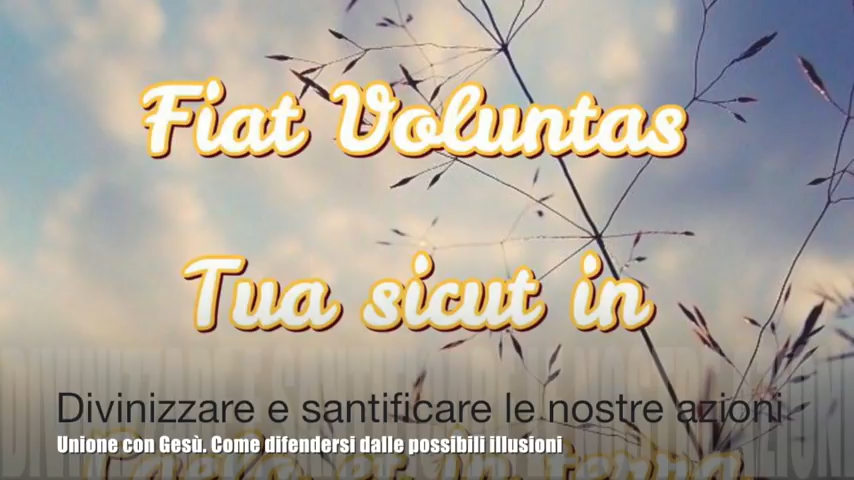 Fiat Voluntas
Tua sicut in
Divinizzare e santificare le nostre azioni
Unione con Gesù. Come difendersi dalle possibili illusioni